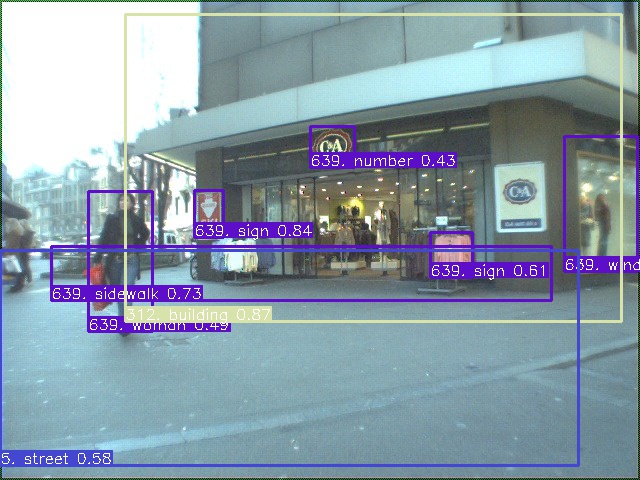 C&A
639. number 0.43
C&A
639. sign 0.84
639. sign 0.61
639. wind
639. sidewalk 0.73
312. building 0.87
639. woman 0.49
5. street 0.58